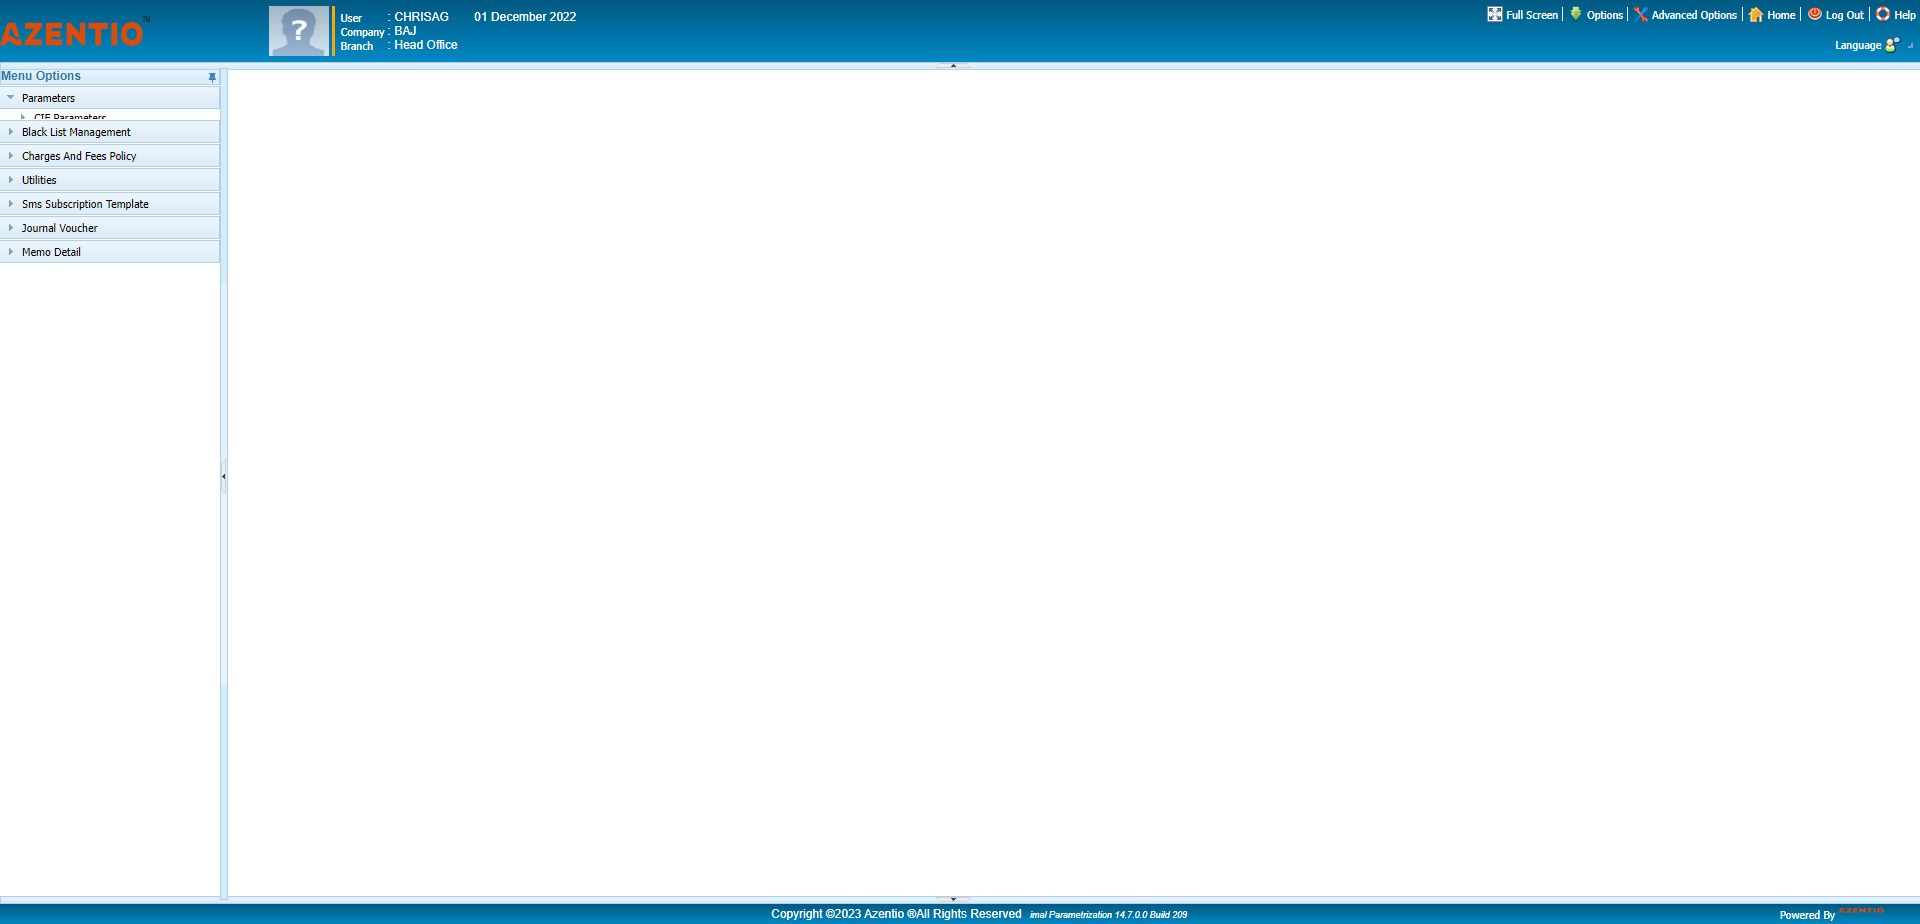 AZENTIO™
User : CHRISAG 01 December 2022
Company : BAJ
Branch : Head Office
Full Screen Options Advanced Options Home Log Out Help
Language
Menu Options
Parameters
CIF Parameters
Black List Management
Charges And Fees Policy
Utilities
Sms Subscription Template
Journal Voucher
Memo Detail
Copyright ©2023 Azentio ®All Rights Reserved imal Parametrization 14.7.0.0 Build 209
Powered By AZENTIO